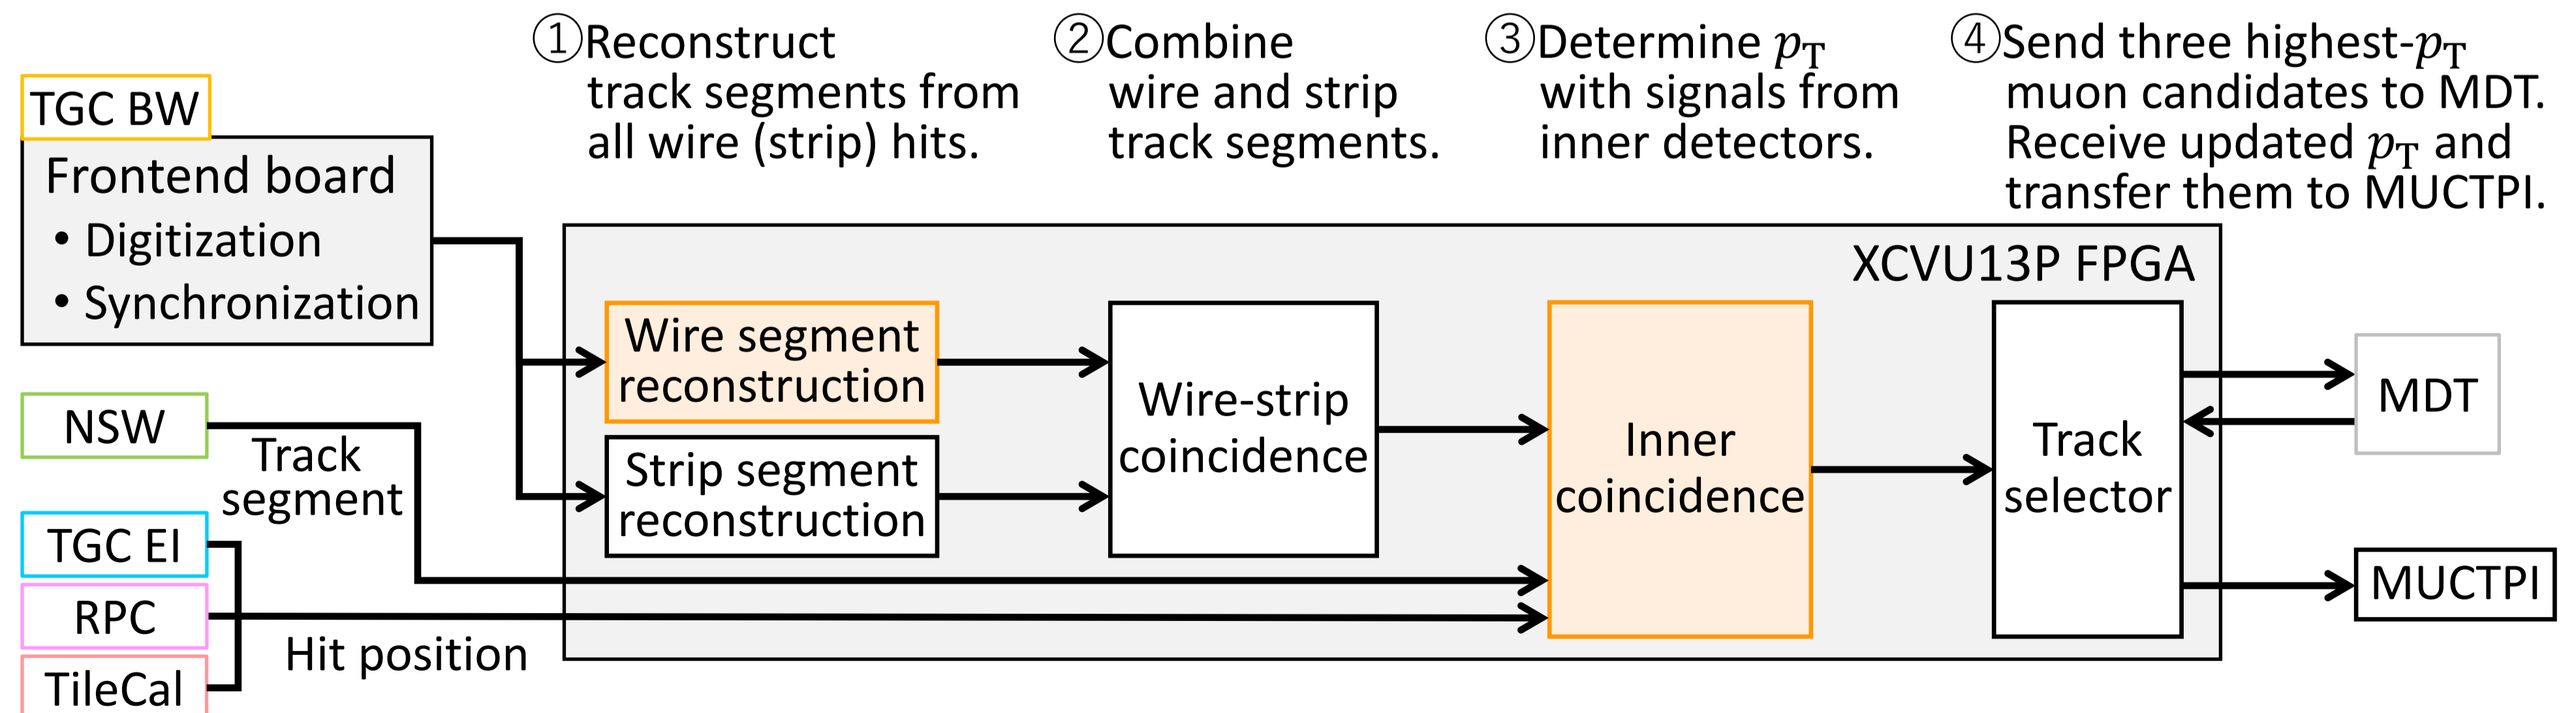 ①Reconstruct
track segments from
all wire (strip) hits.
②Combine
wire and strip
track segments.
③Determine pT
with signals from
inner detectors.
④Send three highest-pT
muon candidates to MDT.
Receive updated pT and
transfer them to MUCTPI.
TGC BW
Frontend board
• Digitization
• Synchronization
NSW
Track
segment
TGC EI
RPC
TileCal
Hit position
XCVU13P FPGA
Wire segment
reconstruction
Strip segment
reconstruction
Wire-strip
coincidence
Inner
coincidence
Track
selector
MDT
MUCTPI